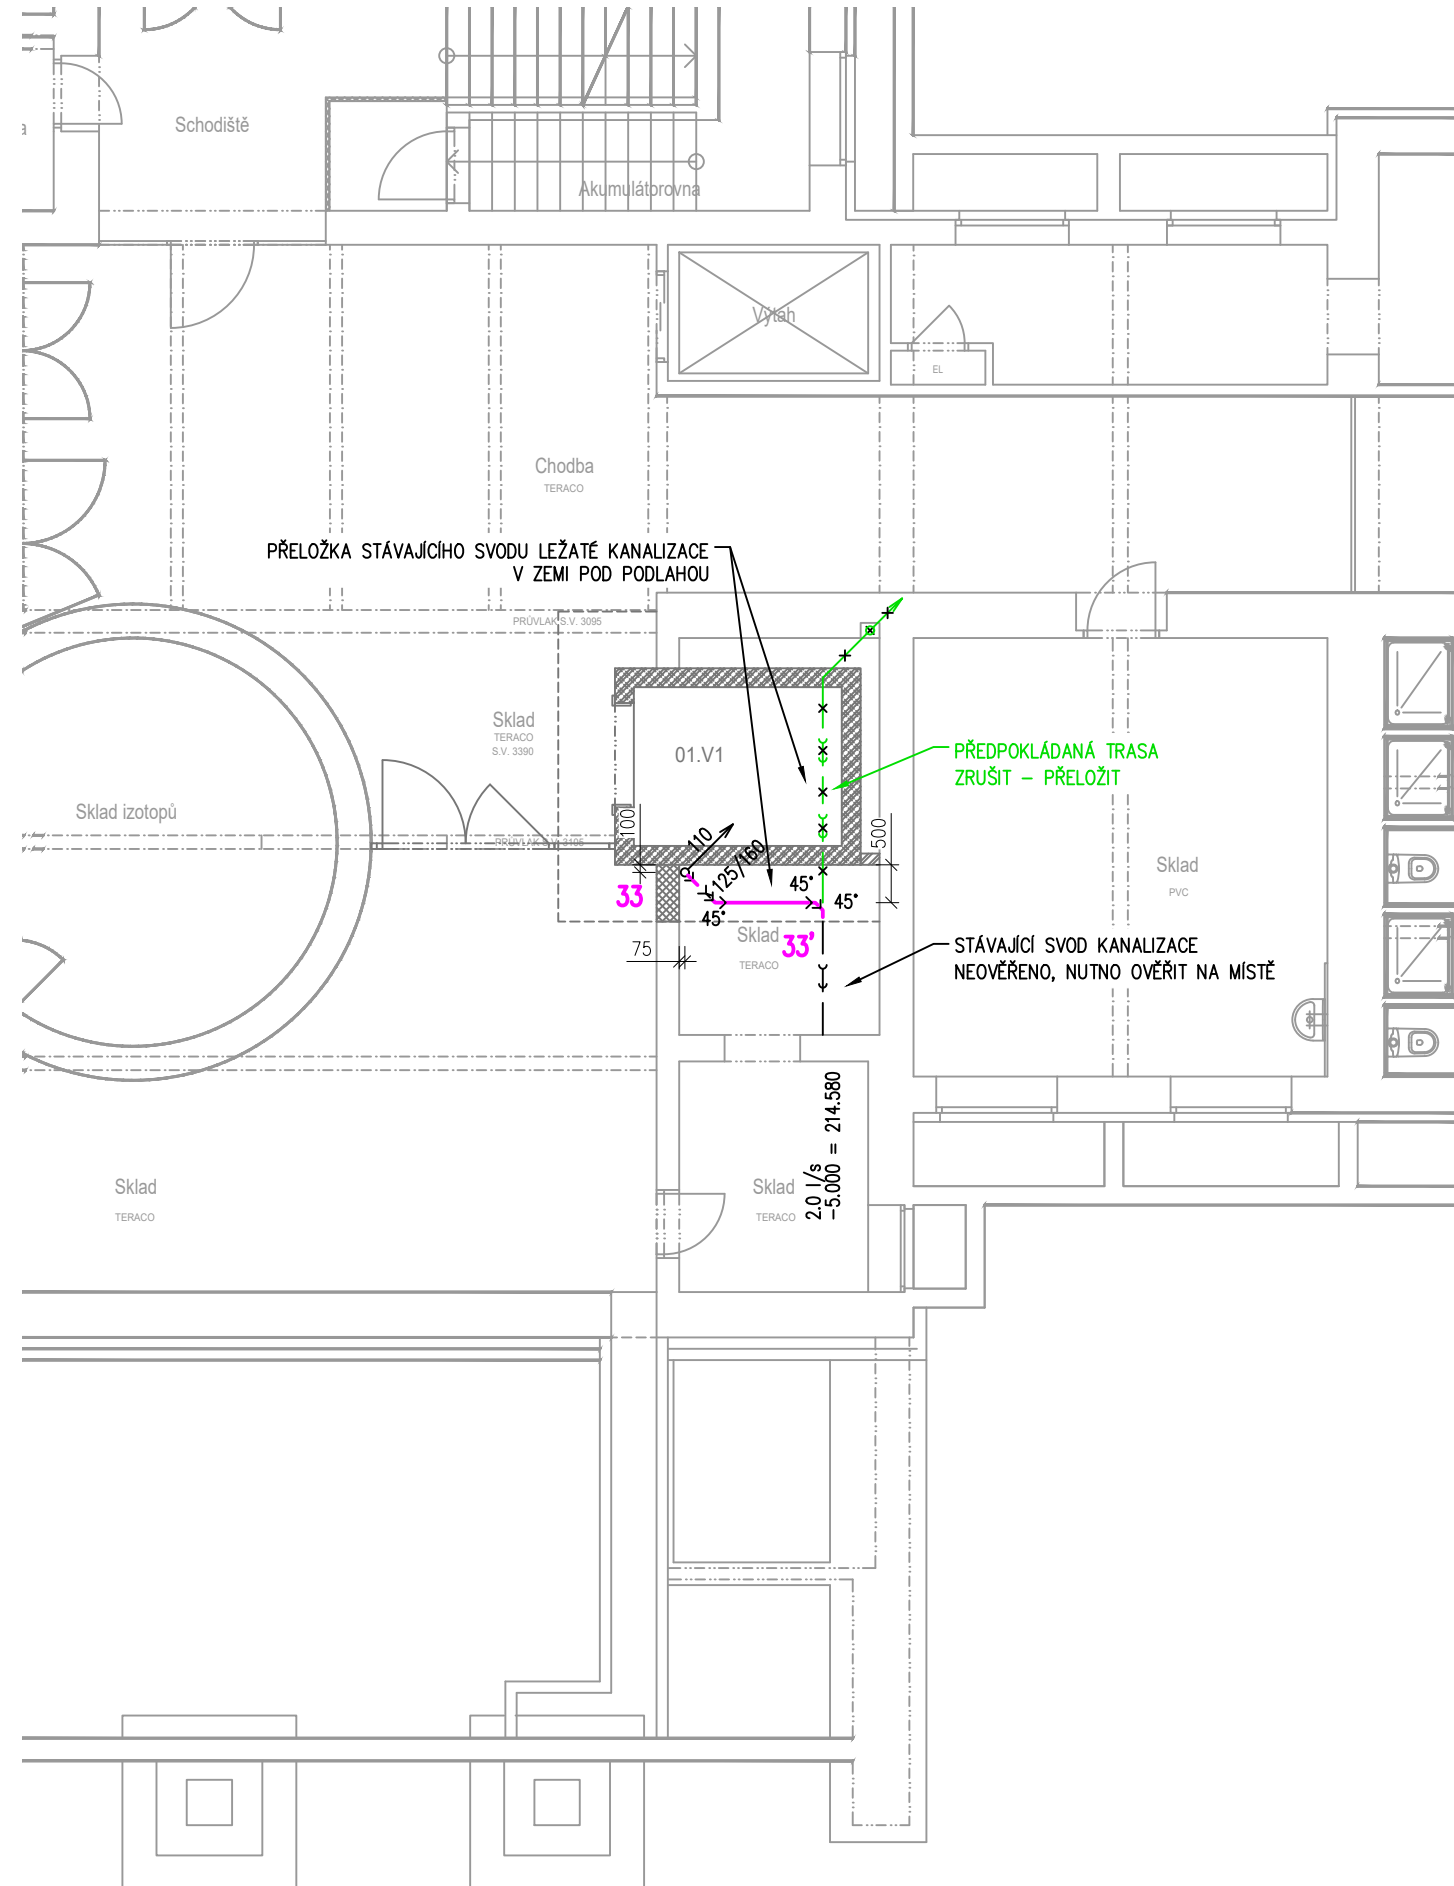 Schodiště
Akumulátorovna
Výtah
EL
Chodba
TERACO
PŘELOŽKA STÁVAJÍCÍHO SVODU LEŽATÉ KANALIZACE
V ZEMI POD PODLAHOU
PRŮVLAK S.V. 3095
Sklad
TERACO
S.V. 3390
01.V1
PŘEDPOKLÁDANÁ TRASA
ZRUŠIT – PŘELOŽIT
Sklad izotopů
PRŮVLAK S.V. 3195
100
110
125/160
500
Sklad
PVC
33
45°
45°
45°
33'
75
Sklad
TERACO
STÁVAJÍCÍ SVOD KANALIZACE
NEOVĚŘENO, NUTNO OVĚŘIT NA MÍSTĚ
2.0 l/s
-5.000 = 214.580
Sklad
TERACO
Sklad
TERACO